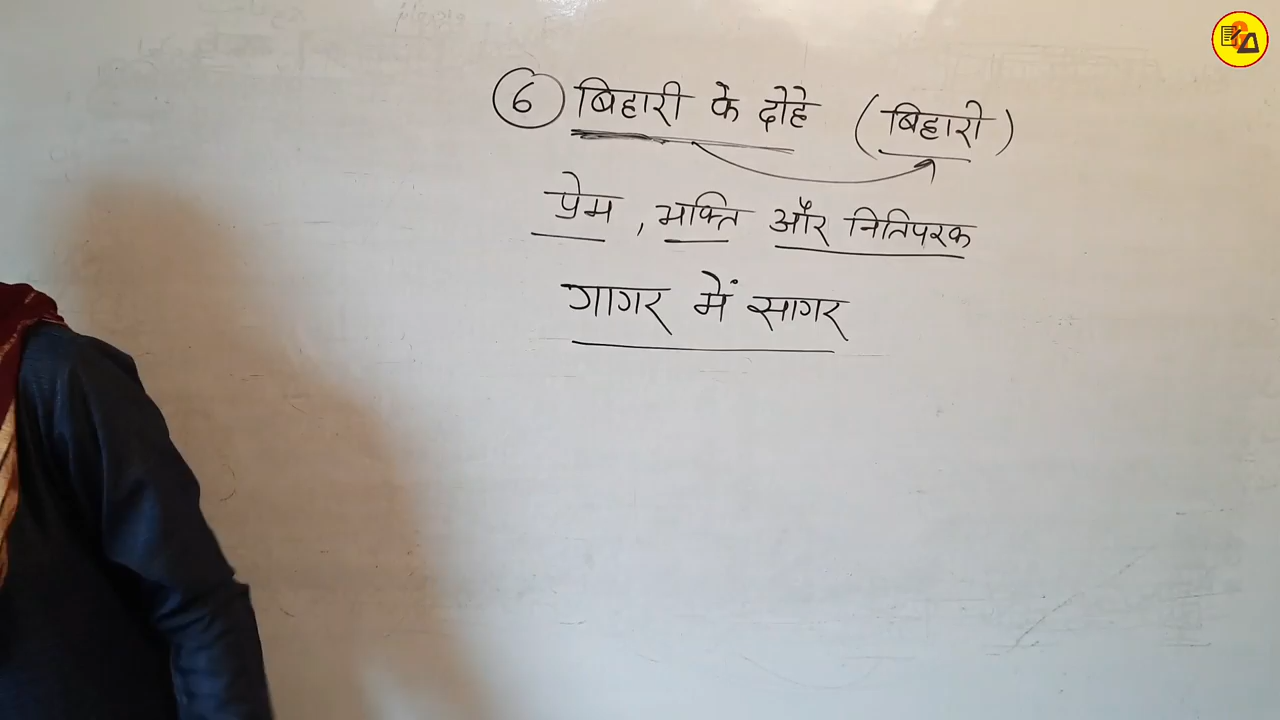 6 बिहारी के दोहे (बिहारी)
प्रेम , भक्ति और नितिपरक
गागर में सागर